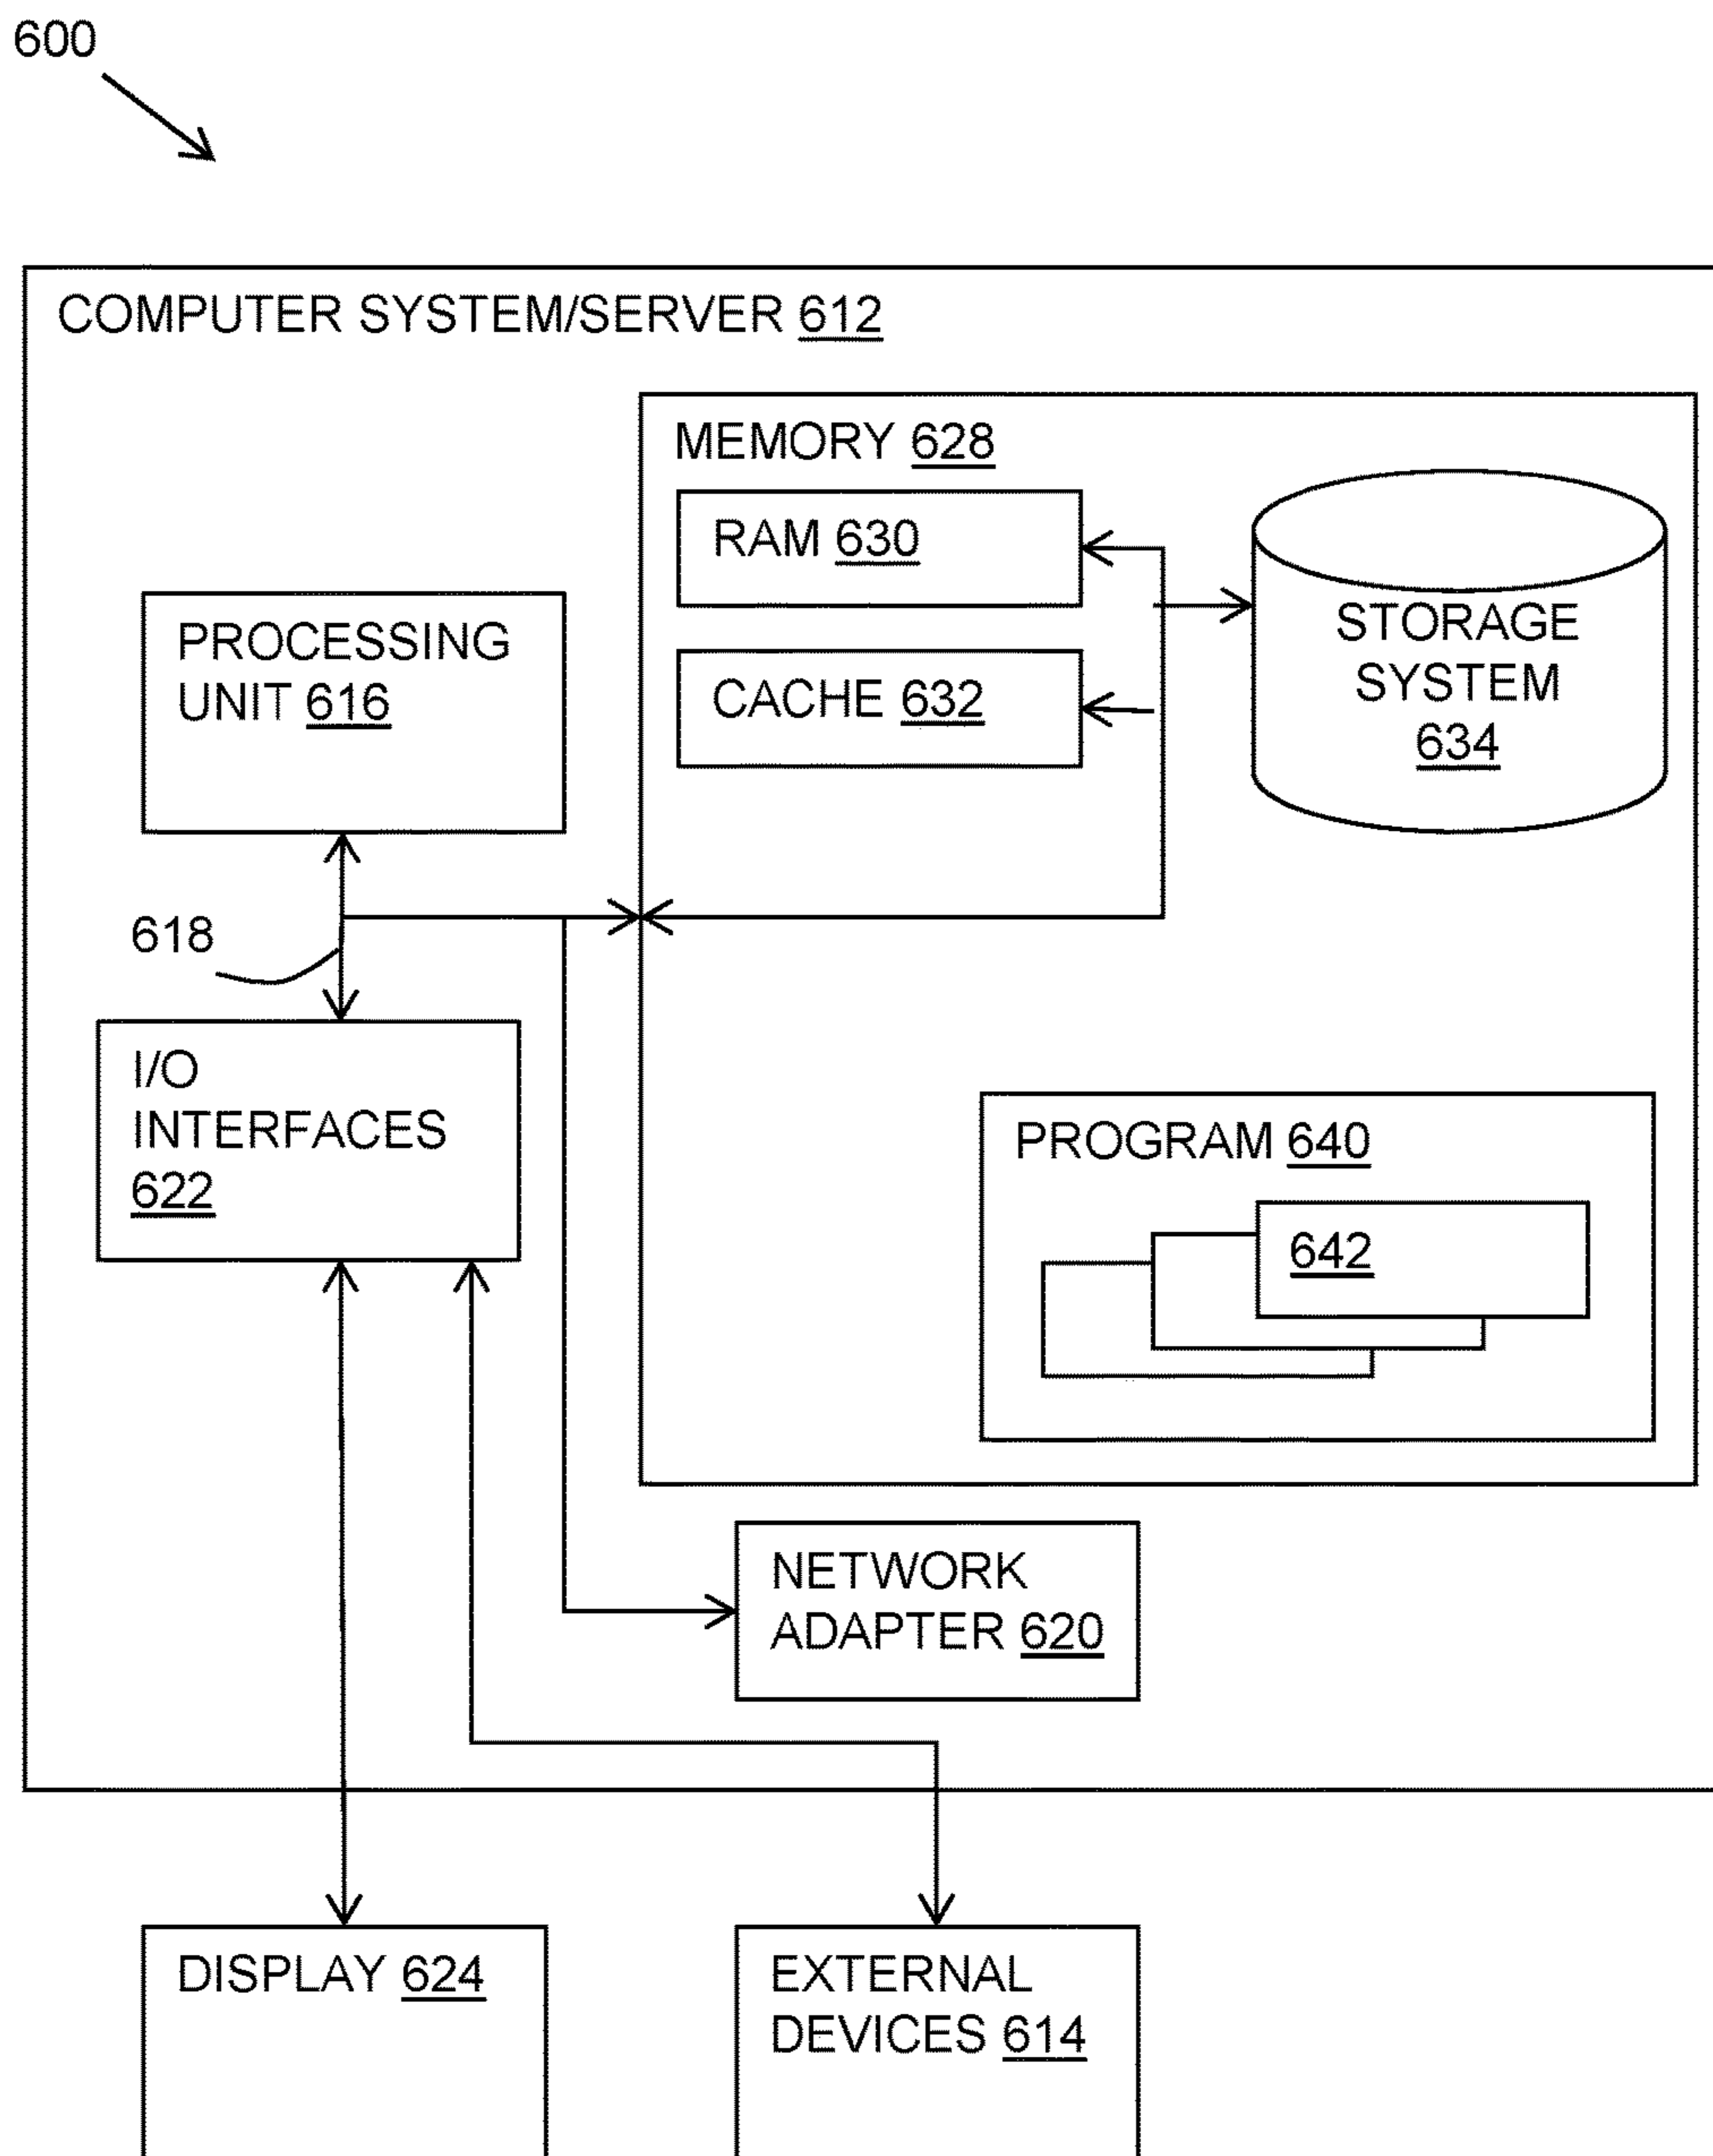 600
COMPUTER SYSTEM/SERVER 612
MEMORY 628
RAM 630
CACHE 632
STORAGE
SYSTEM
634
PROCESSING
UNIT 616
618
I/O
INTERFACES
622
PROGRAM 640
642
NETWORK
ADAPTER 620
DISPLAY 624
EXTERNAL
DEVICES 614